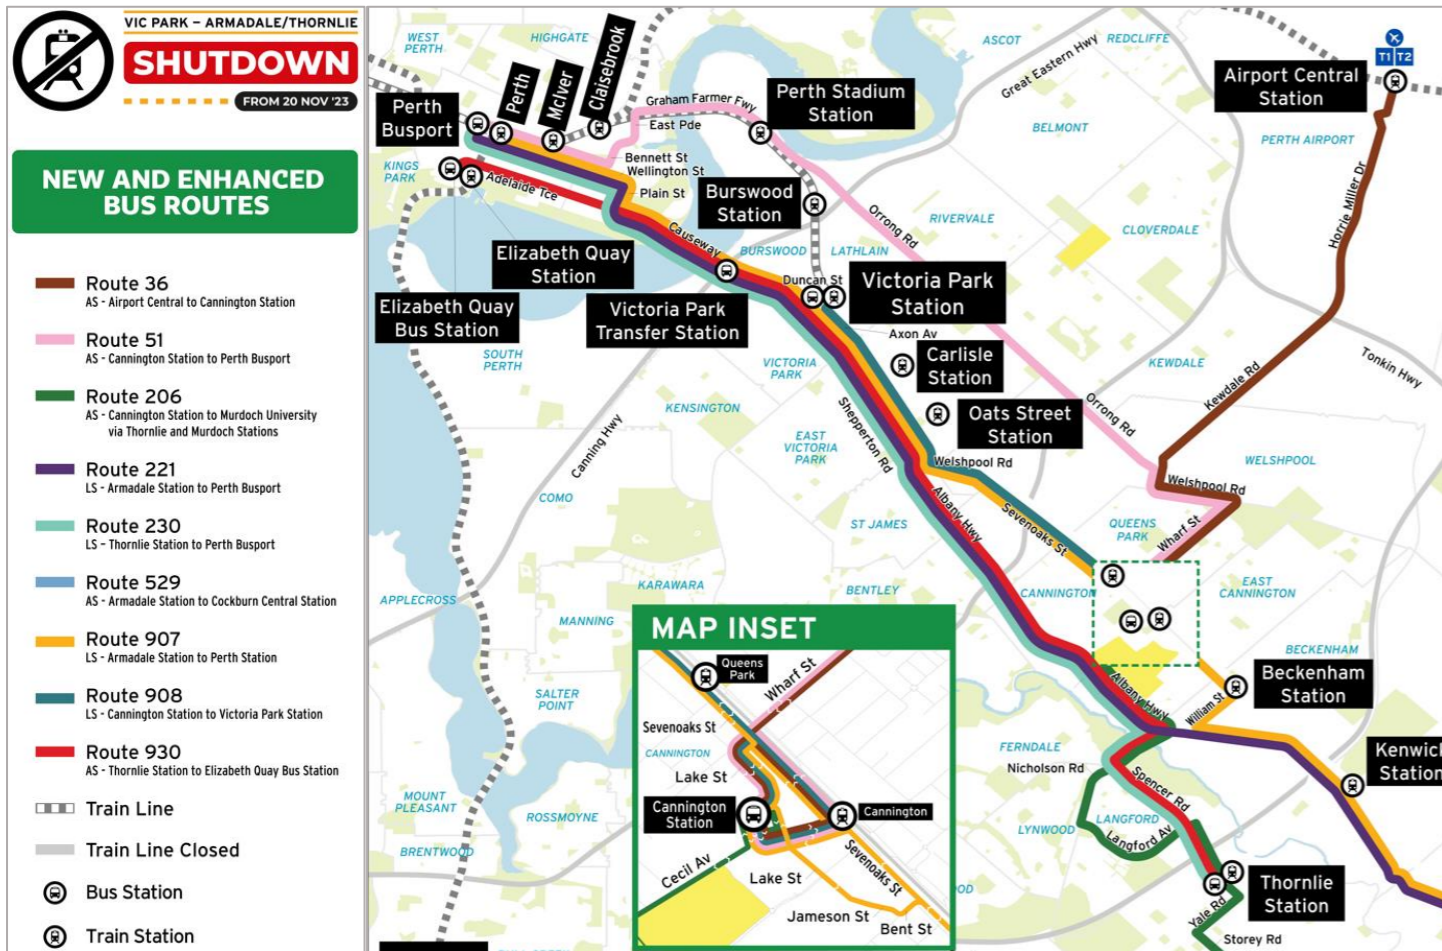 VIC PARK – ARMADALE/THORNLIE
SHUTDOWN
FROM 20 NOV '23
NEW AND ENHANCED
BUS ROUTES
Route 36
AS - Airport Central to Cannington Station
Route 51
AS - Cannington Station to Perth Busport
Route 206
AS - Cannington Station to Murdoch University
via Thornlie and Murdoch Stations
Route 221
LS - Armadale Station to Perth Busport
Route 230
LS – Thornlie Station to Perth Busport
Route 529
AS - Armadale Station to Cockburn Central Station
Route 907
LS - Armadale Station to Perth Station
Route 908
LS - Cannington Station to Victoria Park Station
Route 930
AS - Thornlie Station to Elizabeth Quay Bus Station
Train Line
Train Line Closed
Bus Station
Train Station
WEST
PERTH
HIGHGATE
ASCOT
REDCLIFFE
T1 T2
Airport Central
Station
Perth
Busport
Perth
McIver
Claisebrook
Graham Farmer Fwy
East Pde
Perth Stadium
Station
Great Eastern Hwy
BELMONT
PERTH AIRPORT
KINGS
PARK
Adelaide Tce
Bennett St
Wellington St
Plain St
Burswood
Station
Causeway
BURSWOOD
LATHLAIN
Orrong Rd
RIVERVALE
CLOVERDALE
Horrie Miller Dr
Elizabeth Quay
Station
Elizabeth Quay
Bus Station
Victoria Park
Transfer Station
Duncan St
Victoria Park
Station
Axon Av
Carlisle
Station
KEWDALE
Tonkin Hwy
SOUTH
PERTH
VICTORIA
PARK
Oats Street
Station
Kewdale Rd
Orrong Rd
KENSINGTON
Canning Hwy
EAST
VICTORIA
PARK
Shepperton Rd
Welshpool Rd
WELSHPOOL
Welshpool Rd
COMO
Albany Hwy
Sevenoaks St
ST JAMES
QUEENS
PARK
Wharf St
APPLECROSS
KARAWARA
BENTLEY
CANNINGTON
EAST
CANNINGTON
MANNING
BECKENHAM
Beckenham
Station
SALTER
POINT
Albany Hwy
William St
FERNDALE
Nicholson Rd
Kenwick
Station
Spencer Rd
MOUNT
PLEASANT
ROSSMOYNE
LYNWOOD
LANGFORD
Langford Av
BRENTWOOD
Thornlie
Station
Yale Rd
Storey Rd
MAP INSET
Queens
Park
Wharf St
Sevenoaks St
CANNINGTON
Lake St
Cannington
Station
Cannington
Cecil Av
Lake St
Sevenoaks St
Jameson St
Bent St